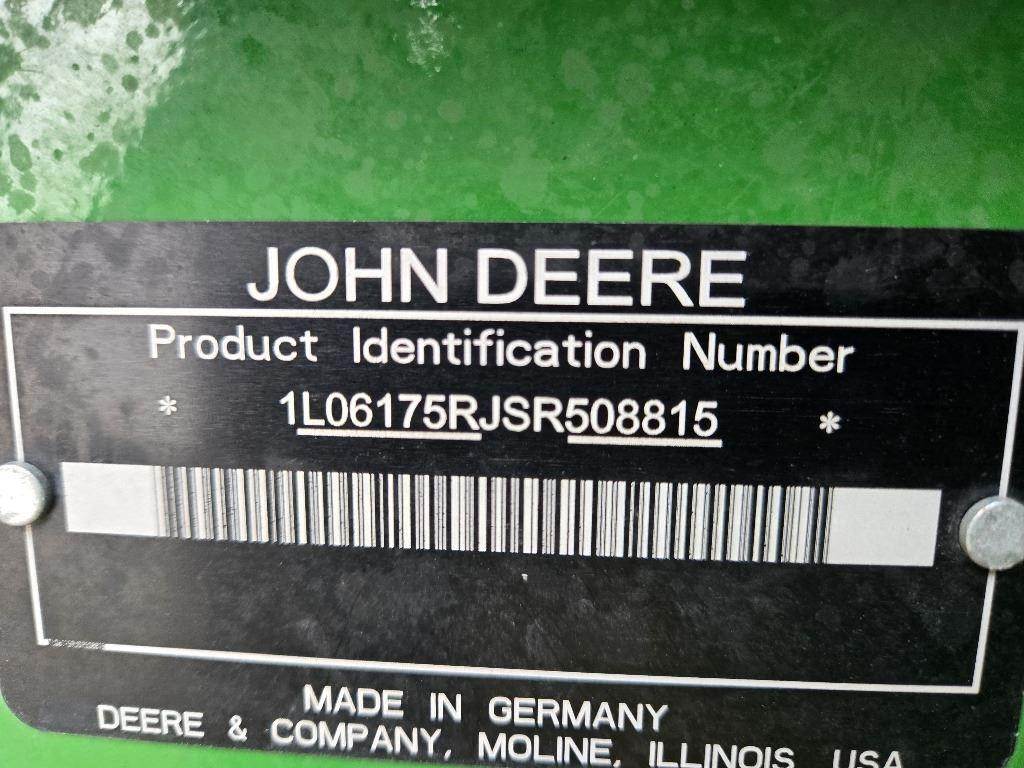 JOHN DEERE
Product Identification Number
* 1L06175RJSR508815 *
MADE IN GERMANY
DEERE & COMPANY, MOLINE, ILLINOIS USA